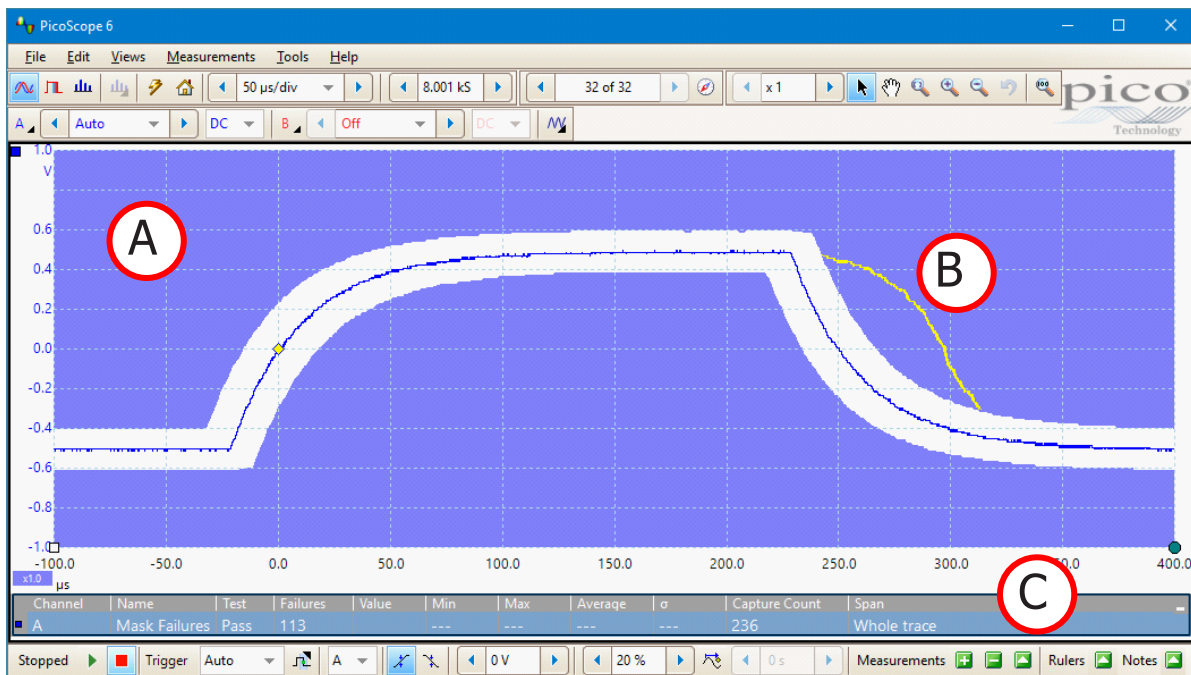 PicoScope 6
File Edit Views Measurements Tools Help
50 µs/div 8.001 kS 32 of 32 x 1
pico
Technology
A Auto DC B Off DC
1.0
V
A
0.6
B
0.4
0.2
0.0
-0.2
-0.4
-0.6
-0.8
-1.0
-100.0 -50.0 0.0 50.0 100.0 150.0 200.0 250.0 300.0 400.0
x1.0 µs
C
Channel Name Test Failures Value Min Max Average σ Capture Count Span
A Mask Failures Pass 113 --- --- --- --- 236 Whole trace
Stopped Trigger Auto A 0 V 20 % 0 s Measurements Rulers Notes